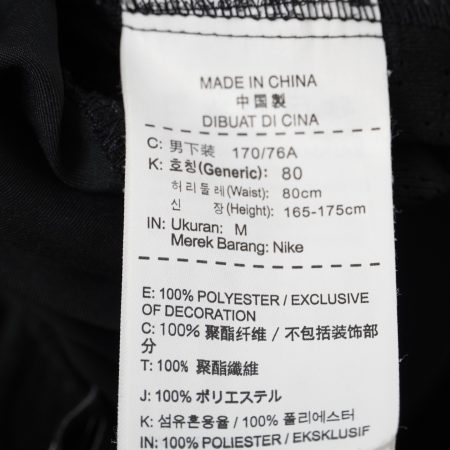 MADE IN CHINA
中国製
DIBUAT DI CINA
C: 男下装 170/76A
K: 호칭(Generic): 80
허리둘레(Waist): 80cm
신 장(Height): 165-175cm
IN: Ukuran: M
Merek Barang: Nike
E: 100% POLYESTER / EXCLUSIVE
OF DECORATION
C: 100% 聚酯纤维 / 不包括装饰部
分
T: 100% 聚酯纖維
J: 100% ポリエステル
K: 섬유혼용율 / 100% 폴리에스터
IN: 100% POLIESTER / EKSKLUSIF